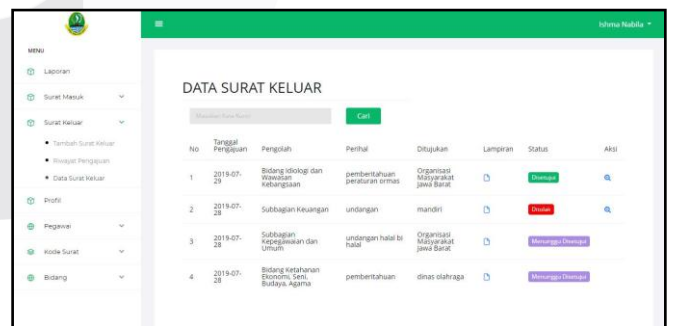 Ishma Nabila
MENU
Laporan
Surat Masuk
Surat Keluar
Tambah Surat Keluar
Riwayat Pengajuan
Data Surat Keluar
Profil
Pegawai
Kode Surat
Bidang
DATA SURAT KELUAR
Cari
No Tanggal Pengajuan Pengolah Perihal Ditujukan Lampiran Status Aksi
1 2019-07-29 Bidang Idiologi dan Wawasan Kebangsaan pemberitahuan peraturan ormas Organisasi Masyarakat Jawa Barat Disetujui
2 2019-07-28 Subbagian Keuangan undangan mandiri Ditolak
3 2019-07-28 Subbagian Kepegawaian dan Umum undangan halal bi halal Organisasi Masyarakat Jawa Barat Menunggu Disetujui
4 2019-07-28 Bidang Ketahanan Ekonomi, Seni, Budaya, Agama pemberitahuan dinas olahraga Menunggu Disetujui